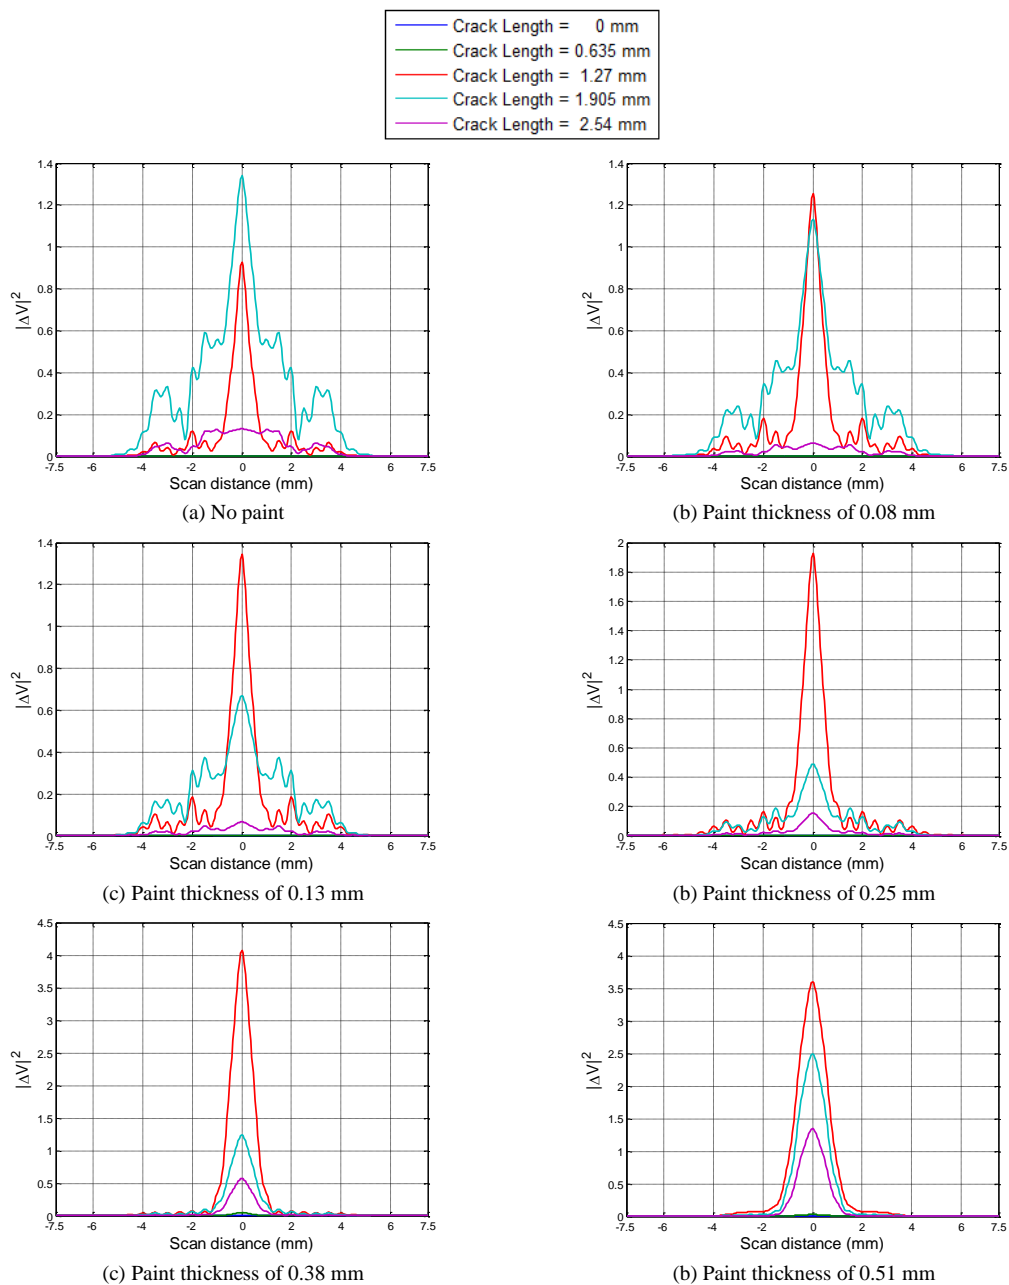 Crack Length = 0 mm
Crack Length = 0.635 mm
Crack Length = 1.27 mm
Crack Length = 1.905 mm
Crack Length = 2.54 mm
1.4
1.2
1
0.8
0.6
0.4
0.2
0
|ΔV|²
-7.5 -6 -4 -2 0 2 4 6 7.5
Scan distance (mm)
(a) No paint
1.4
1.2
1
0.8
0.6
0.4
0.2
0
|ΔV|²
-7.5 -6 -4 -2 0 2 4 6 7.5
Scan distance (mm)
(b) Paint thickness of 0.08 mm
1.4
1.2
1
0.8
0.6
0.4
0.2
0
|ΔV|²
-7.5 -6 -4 -2 0 2 4 6 7.5
Scan distance (mm)
(c) Paint thickness of 0.13 mm
2
1.8
1.6
1.4
1.2
1
0.8
0.6
0.4
0.2
0
|ΔV|²
-7.5 -6 -4 -2 0 2 4 6 7.5
Scan distance (mm)
(b) Paint thickness of 0.25 mm
4.5
4
3.5
3
2.5
2
1.5
1
0.5
0
|ΔV|²
-7.5 -6 -4 -2 0 2 4 6 7.5
Scan distance (mm)
(c) Paint thickness of 0.38 mm
4.5
4
3.5
3
2.5
2
1.5
1
0.5
0
|ΔV|²
-7.5 -6 -4 -2 0 2 4 6 7.5
Scan distance (mm)
(b) Paint thickness of 0.51 mm